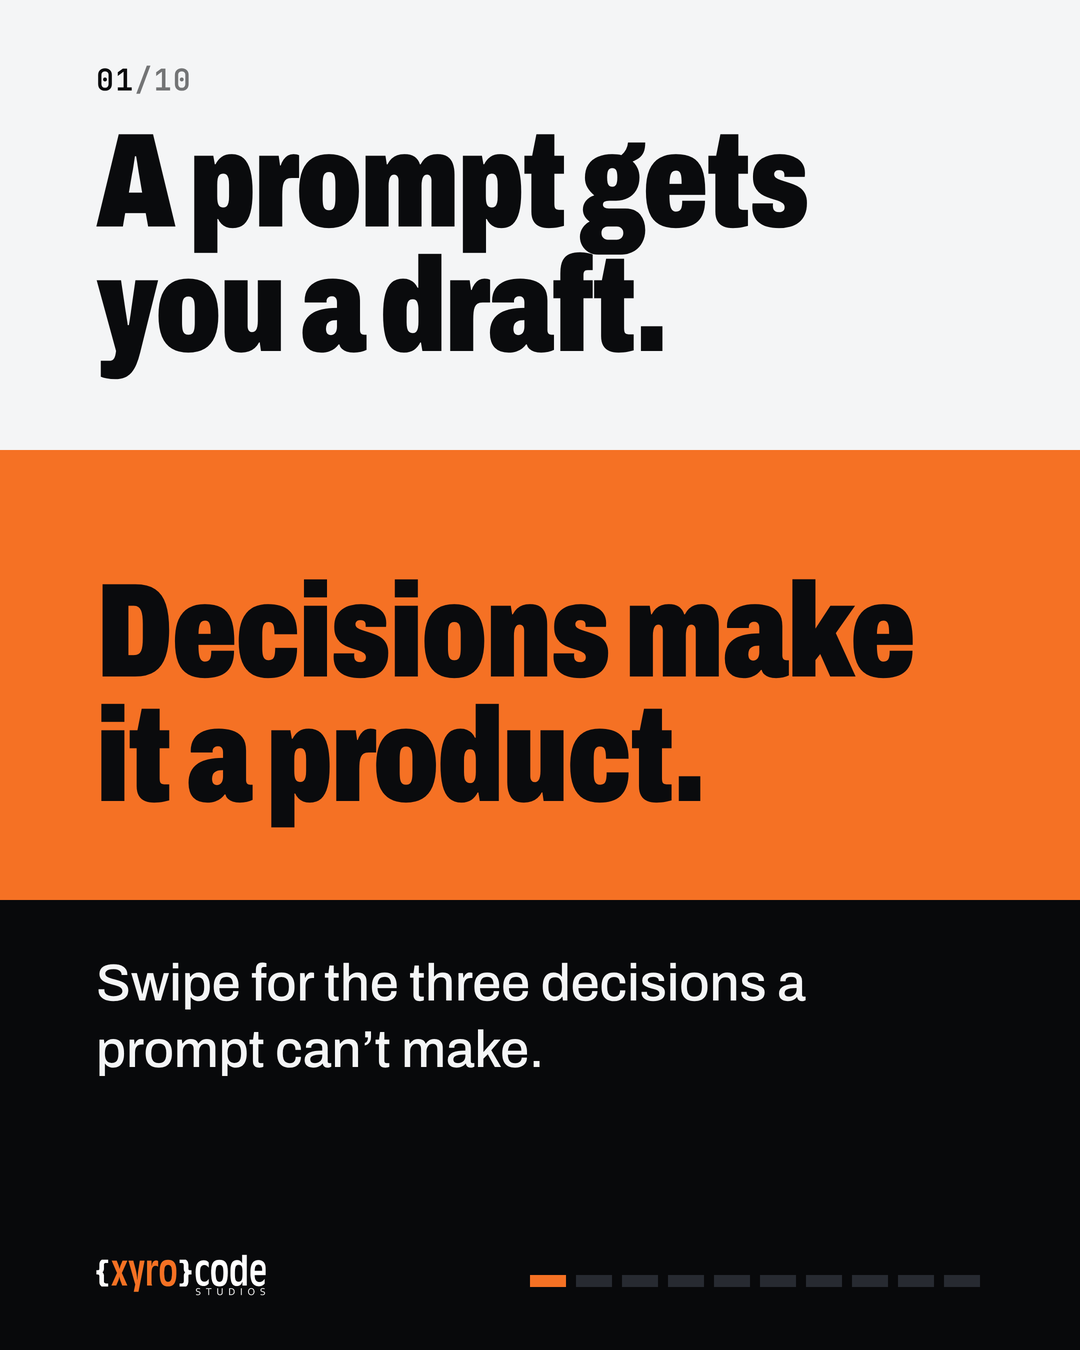 01/10
A prompt gets
you a draft.
Decisions make
it a product.
Swipe for the three decisions a
prompt can’t make.
{xyro}code
STUDIOS